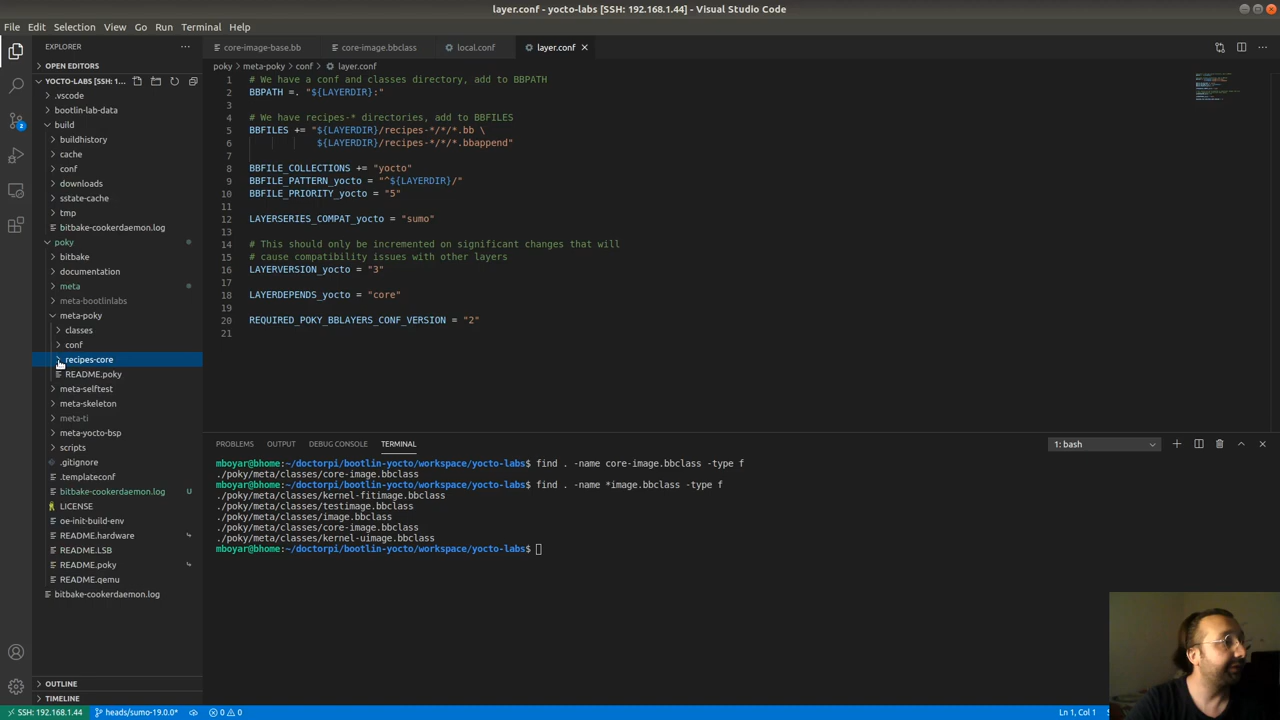 layer.conf - yocto-labs [SSH: 192.168.1.44] - Visual Studio Code
File Edit Selection View Go Run Terminal Help
EXPLORER
OPEN EDITORS
YOCTO-LABS [SSH: 1...
.vscode
bootlin-lab-data
build
buildhistory
cache
conf
downloads
sstate-cache
tmp
bitbake-cookerdaemon.log
poky
bitbake
documentation
meta
meta-bootlinlabs
meta-poky
classes
conf
recipes-core
README.poky
meta-selftest
meta-skeleton
meta-ti
meta-yocto-bsp
scripts
.gitignore
.templateconf
bitbake-cookerdaemon.log U
LICENSE
oe-init-build-env
README.hardware
README.LSB
README.poky
README.qemu
bitbake-cookerdaemon.log
OUTLINE
TIMELINE
2
core-image-base.bb core-image.bbclass local.conf layer.conf
poky > meta-poky > conf > layer.conf
1 # We have a conf and classes directory, add to BBPATH
2 BBPATH =. "${LAYERDIR}:"
3
4 # We have recipes-* directories, add to BBFILES
5 BBFILES += "${LAYERDIR}/recipes-*/*/*.bb \
6 ${LAYERDIR}/recipes-*/*/*.bbappend"
7
8 BBFILE_COLLECTIONS += "yocto"
9 BBFILE_PATTERN_yocto = "^${LAYERDIR}/"
10 BBFILE_PRIORITY_yocto = "5"
11
12 LAYERSERIES_COMPAT_yocto = "sumo"
13
14 # This should only be incremented on significant changes that will
15 # cause compatibility issues with other layers
16 LAYERVERSION_yocto = "3"
17
18 LAYERDEPENDS_yocto = "core"
19
20 REQUIRED_POKY_BBLAYERS_CONF_VERSION = "2"
21
PROBLEMS OUTPUT DEBUG CONSOLE TERMINAL 1: bash
mboyar@bhome:~/doctorpi/bootlin-yocto/workspace/yocto-labs$ find . -name core-image.bbclass -type f
./poky/meta/classes/core-image.bbclass
mboyar@bhome:~/doctorpi/bootlin-yocto/workspace/yocto-labs$ find . -name *image.bbclass -type f
./poky/meta/classes/kernel-fitimage.bbclass
./poky/meta/classes/testimage.bbclass
./poky/meta/classes/image.bbclass
./poky/meta/classes/core-image.bbclass
./poky/meta/classes/kernel-uimage.bbclass
mboyar@bhome:~/doctorpi/bootlin-yocto/workspace/yocto-labs$
SSH: 192.168.1.44 heads/sumo-19.0.0* 0 0 Ln 1, Col 1